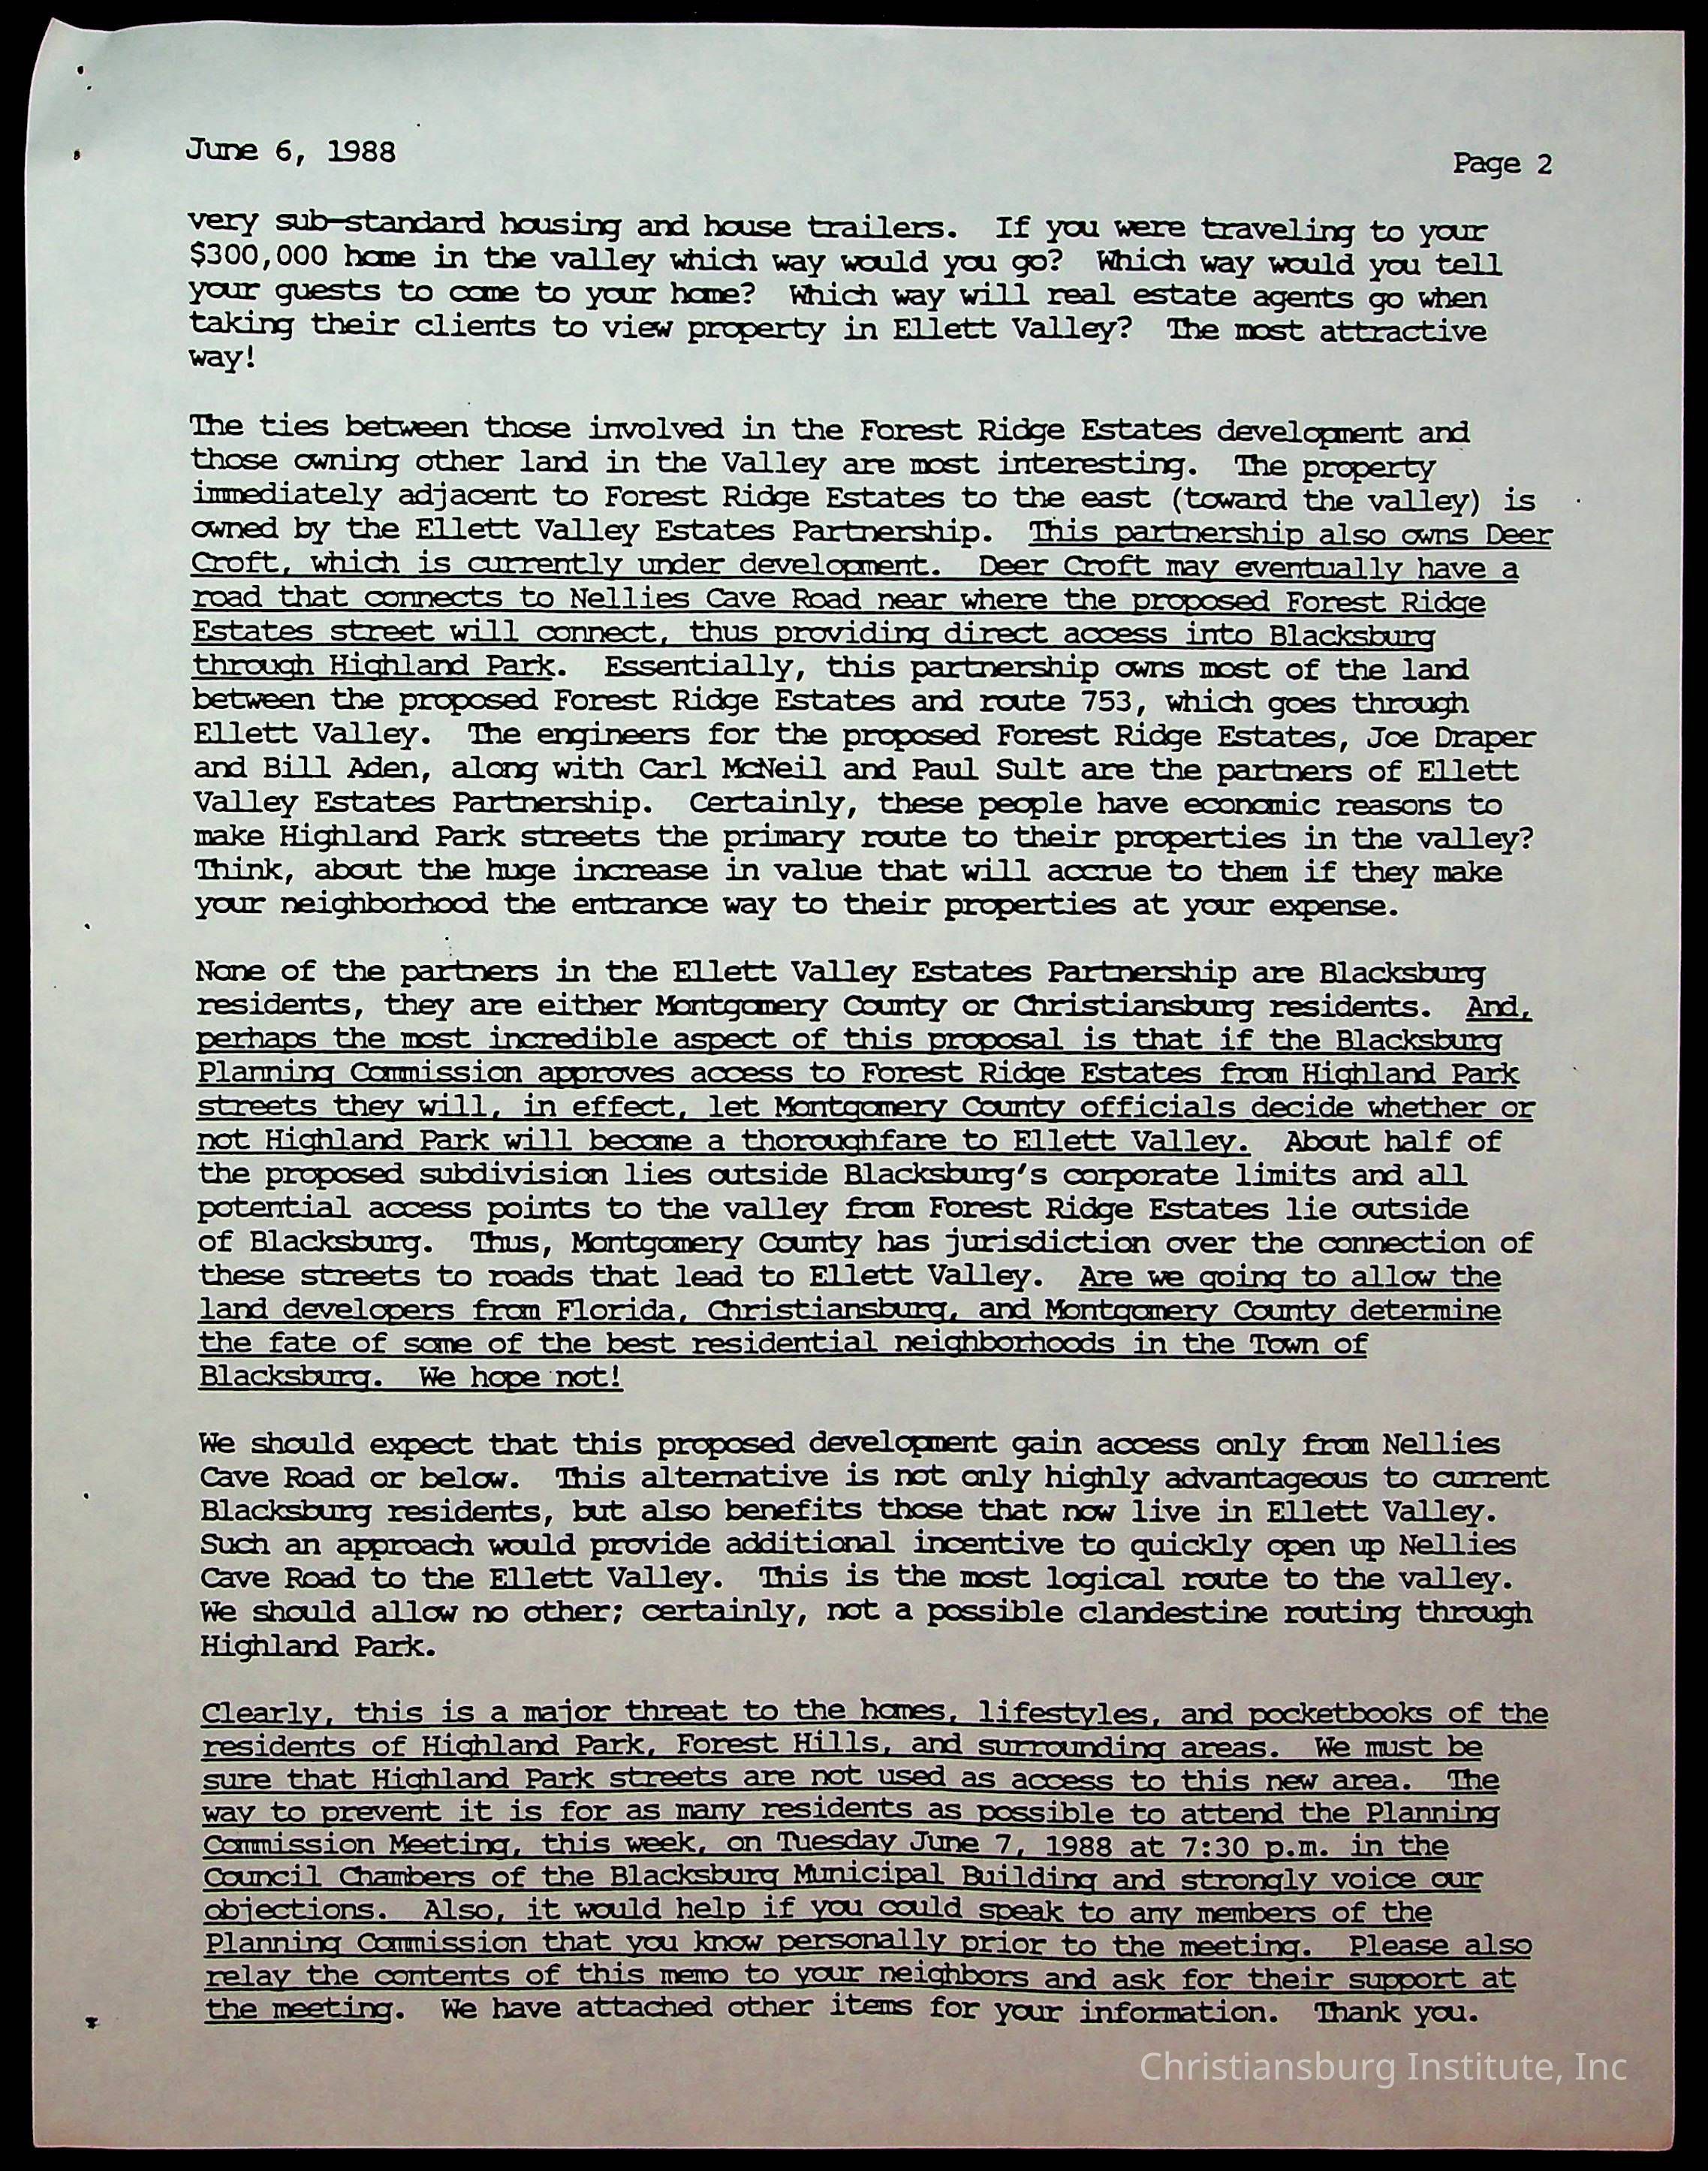 June 6, 1988
Page 2
very sub-standard housing and house trailers. If you were traveling to your
$300,000 home in the valley which way would you go? Which way would you tell
your guests to come to your home? Which way will real estate agents go when
taking their clients to view property in Ellett Valley? The most attractive
way!
The ties between those involved in the Forest Ridge Estates development and
those owning other land in the Valley are most interesting. The property
immediately adjacent to Forest Ridge Estates to the east (toward the valley) is
owned by the Ellett Valley Estates Partnership. This partnership also owns Deer
Croft, which is currently under development. Deer Croft may eventually have a
road that connects to Nellies Cave Road near where the proposed Forest Ridge
Estates street will connect, thus providing direct access into Blacksburg
through Highland Park. Essentially, this partnership owns most of the land
between the proposed Forest Ridge Estates and route 753, which goes through
Ellett Valley. The engineers for the proposed Forest Ridge Estates, Joe Draper
and Bill Aden, along with Carl McNeil and Paul Sult are the partners of Ellett
Valley Estates Partnership. Certainly, these people have economic reasons to
make Highland Park streets the primary route to their properties in the valley?
Think, about the huge increase in value that will accrue to them if they make
your neighborhood the entrance way to their properties at your expense.
None of the partners in the Ellett Valley Estates Partnership are Blacksburg
residents, they are either Montgomery County or Christiansburg residents. And,
perhaps the most incredible aspect of this proposal is that if the Blacksburg
Planning Commission approves access to Forest Ridge Estates from Highland Park
streets they will, in effect, let Montgomery County officials decide whether or
not Highland Park will become a thoroughfare to Ellett Valley. About half of
the proposed subdivision lies outside Blacksburg's corporate limits and all
potential access points to the valley from Forest Ridge Estates lie outside
of Blacksburg. Thus, Montgomery County has jurisdiction over the connection of
these streets to roads that lead to Ellett Valley. Are we going to allow the
land developers from Florida, Christiansburg, and Montgomery County determine
the fate of some of the best residential neighborhoods in the Town of
Blacksburg. We hope not!
We should expect that this proposed development gain access only from Nellies
Cave Road or below. This alternative is not only highly advantageous to current
Blacksburg residents, but also benefits those that now live in Ellett Valley.
Such an approach would provide additional incentive to quickly open up Nellies
Cave Road to the Ellett Valley. This is the most logical route to the valley.
We should allow no other; certainly, not a possible clandestine routing through
Highland Park.
Clearly, this is a major threat to the homes, lifestyles, and pocketbooks of the
residents of Highland Park, Forest Hills, and surrounding areas. We must be
sure that Highland Park streets are not used as access to this new area. The
way to prevent it is for as many residents as possible to attend the Planning
Commission Meeting, this week, on Tuesday June 7, 1988 at 7:30 p.m. in the
Council Chambers of the Blacksburg Municipal Building and strongly voice our
objections. Also, it would help if you could speak to any members of the
Planning Commission that you know personally prior to the meeting. Please also
relay the contents of this memo to your neighbors and ask for their support at
the meeting. We have attached other items for your information. Thank you.
Christiansburg Institute, Inc